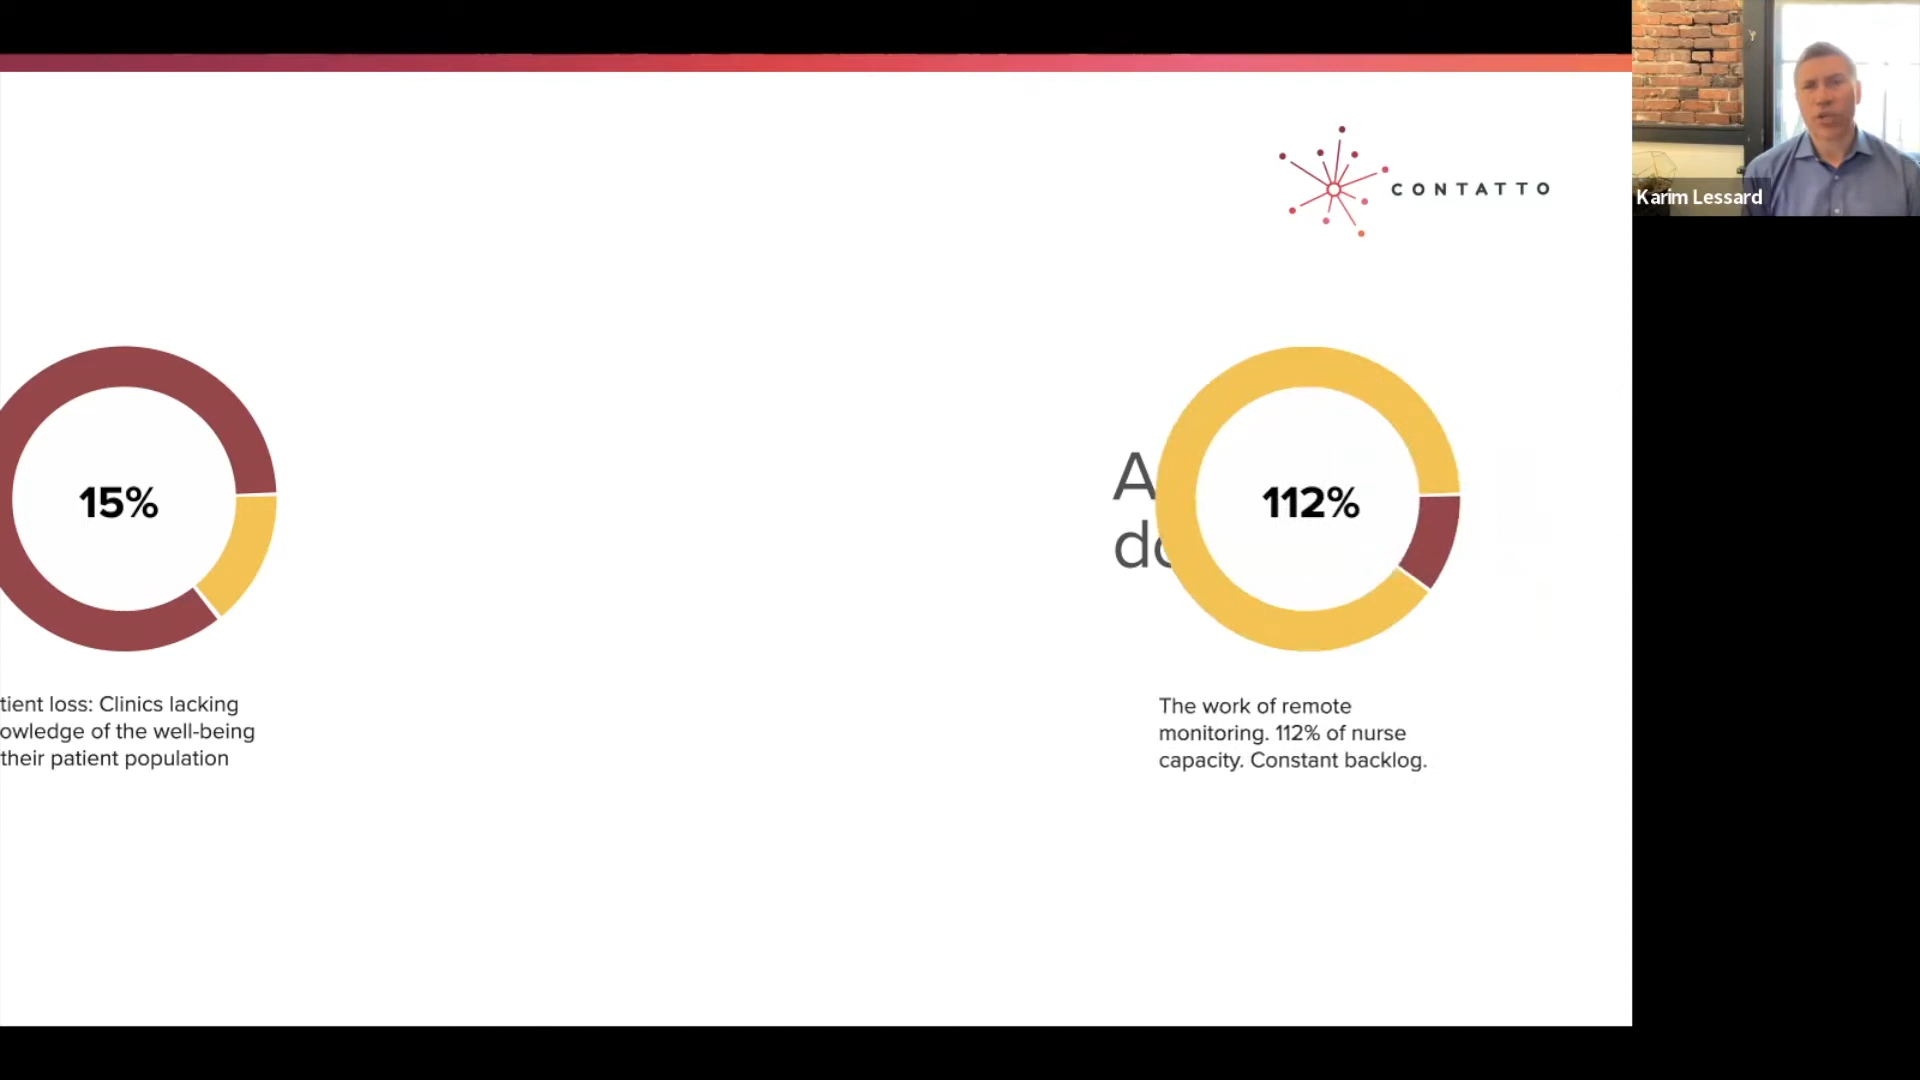 CONTATTO
Karim Lessard
15%
tient loss: Clinics lacking
owledge of the well-being
their patient population
A
do
112%
The work of remote
monitoring. 112% of nurse
capacity. Constant backlog.